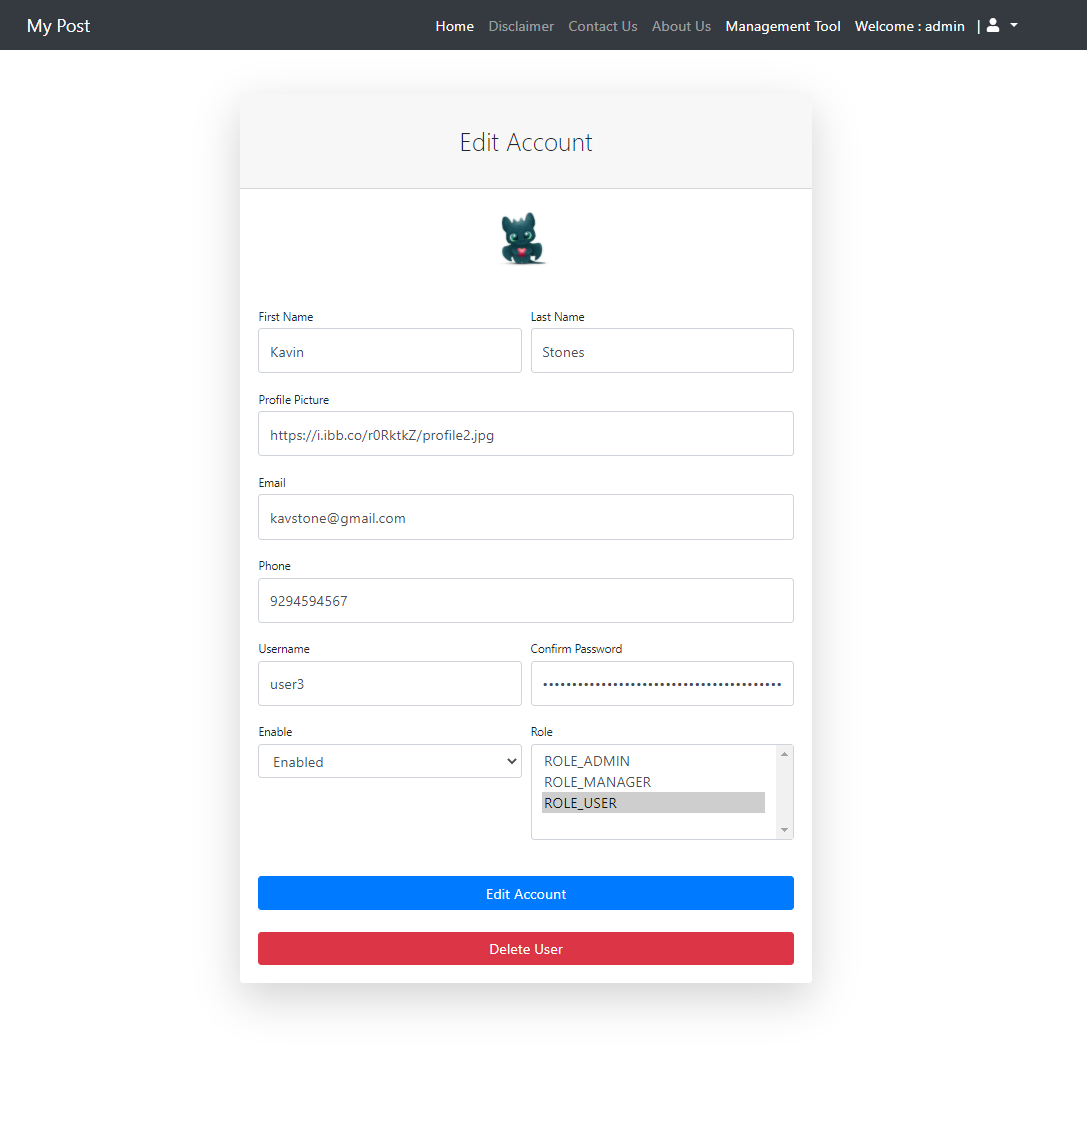 My Post Home Disclaimer Contact Us About Us Management Tool Welcome : admin |
Edit Account
First Name Last Name
Kavin Stones
Profile Picture
https://i.ibb.co/r0RktkZ/profile2.jpg
Email
kavstone@gmail.com
Phone
9294594567
Username Confirm Password
user3 ••••••••••••••••••••••••••••••••••••••••
Enable Role
Enabled ROLE_ADMIN
ROLE_MANAGER
ROLE_USER
Edit Account
Delete User